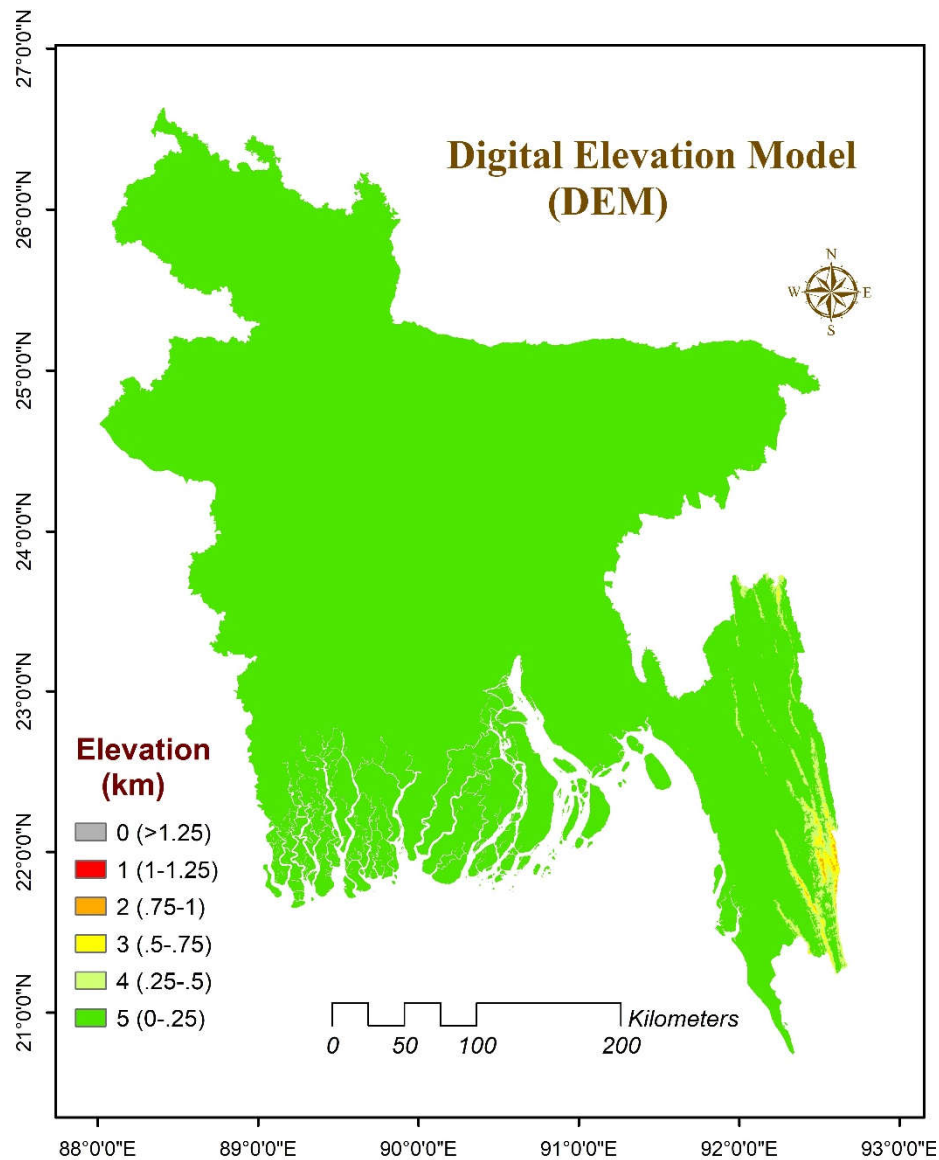 Digital Elevation Model
(DEM)
N
W E
S
27°0'0"N
26°0'0"N
25°0'0"N
24°0'0"N
23°0'0"N
22°0'0"N
21°0'0"N
Elevation
(km)
0 (>1.25)
1 (1-1.25)
2 (.75-1)
3 (.5-.75)
4 (.25-.5)
5 (0-.25)
Kilometers
0 50 100 200
88°0'0"E 89°0'0"E 90°0'0"E 91°0'0"E 92°0'0"E 93°0'0"E